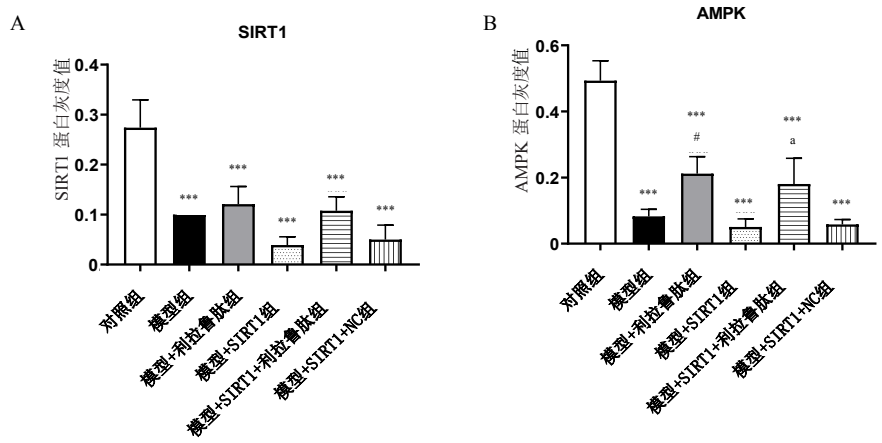 A
SIRT1
SIRT1 蛋白灰度值
0.4
0.3
0.2
0.1
0
***
***
***
***
***
对照组
模型组
模型+利拉鲁肽组
模型+SIRT1组
模型+SIRT1+利拉鲁肽组
模型+SIRT1+NC组
B
AMPK
AMPK 蛋白灰度值
0.6
0.4
0.2
0.0
***
***
#
***
***
a
***
对照组
模型组
模型+利拉鲁肽组
模型+SIRT1组
模型+SIRT1+利拉鲁肽组
模型+SIRT1+NC组